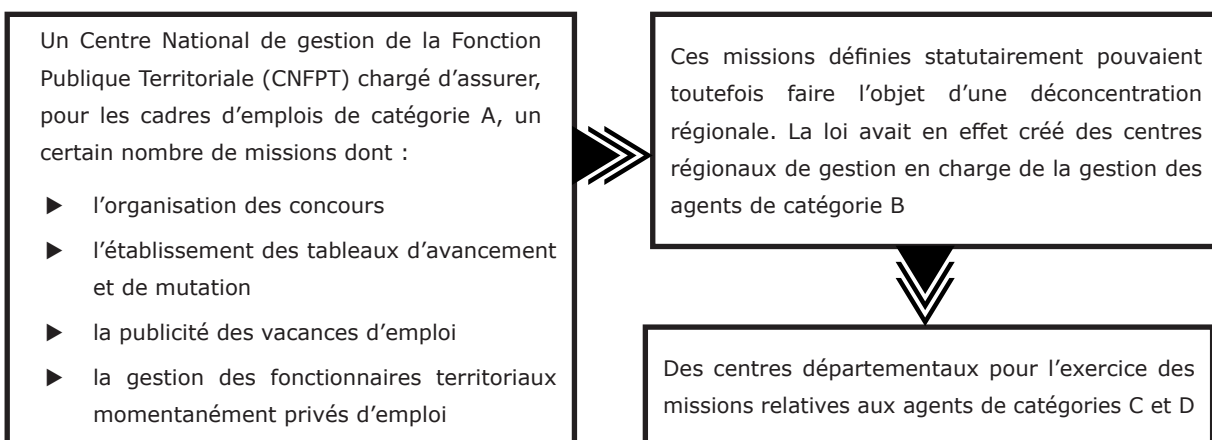 Un Centre National de gestion de la Fonction
Publique Territoriale (CNFPT) chargé d’assurer,
pour les cadres d’emplois de catégorie A, un
certain nombre de missions dont :
▶ l’organisation des concours
▶ l’établissement des tableaux d’avancement
et de mutation
▶ la publicité des vacances d’emploi
▶ la gestion des fonctionnaires territoriaux
momentanément privés d’emploi
Ces missions définies statutairement pouvaient
toutefois faire l’objet d’une déconcentration
régionale. La loi avait en effet créé des centres
régionaux de gestion en charge de la gestion des
agents de catégorie B
Des centres départementaux pour l’exercice des
missions relatives aux agents de catégories C et D